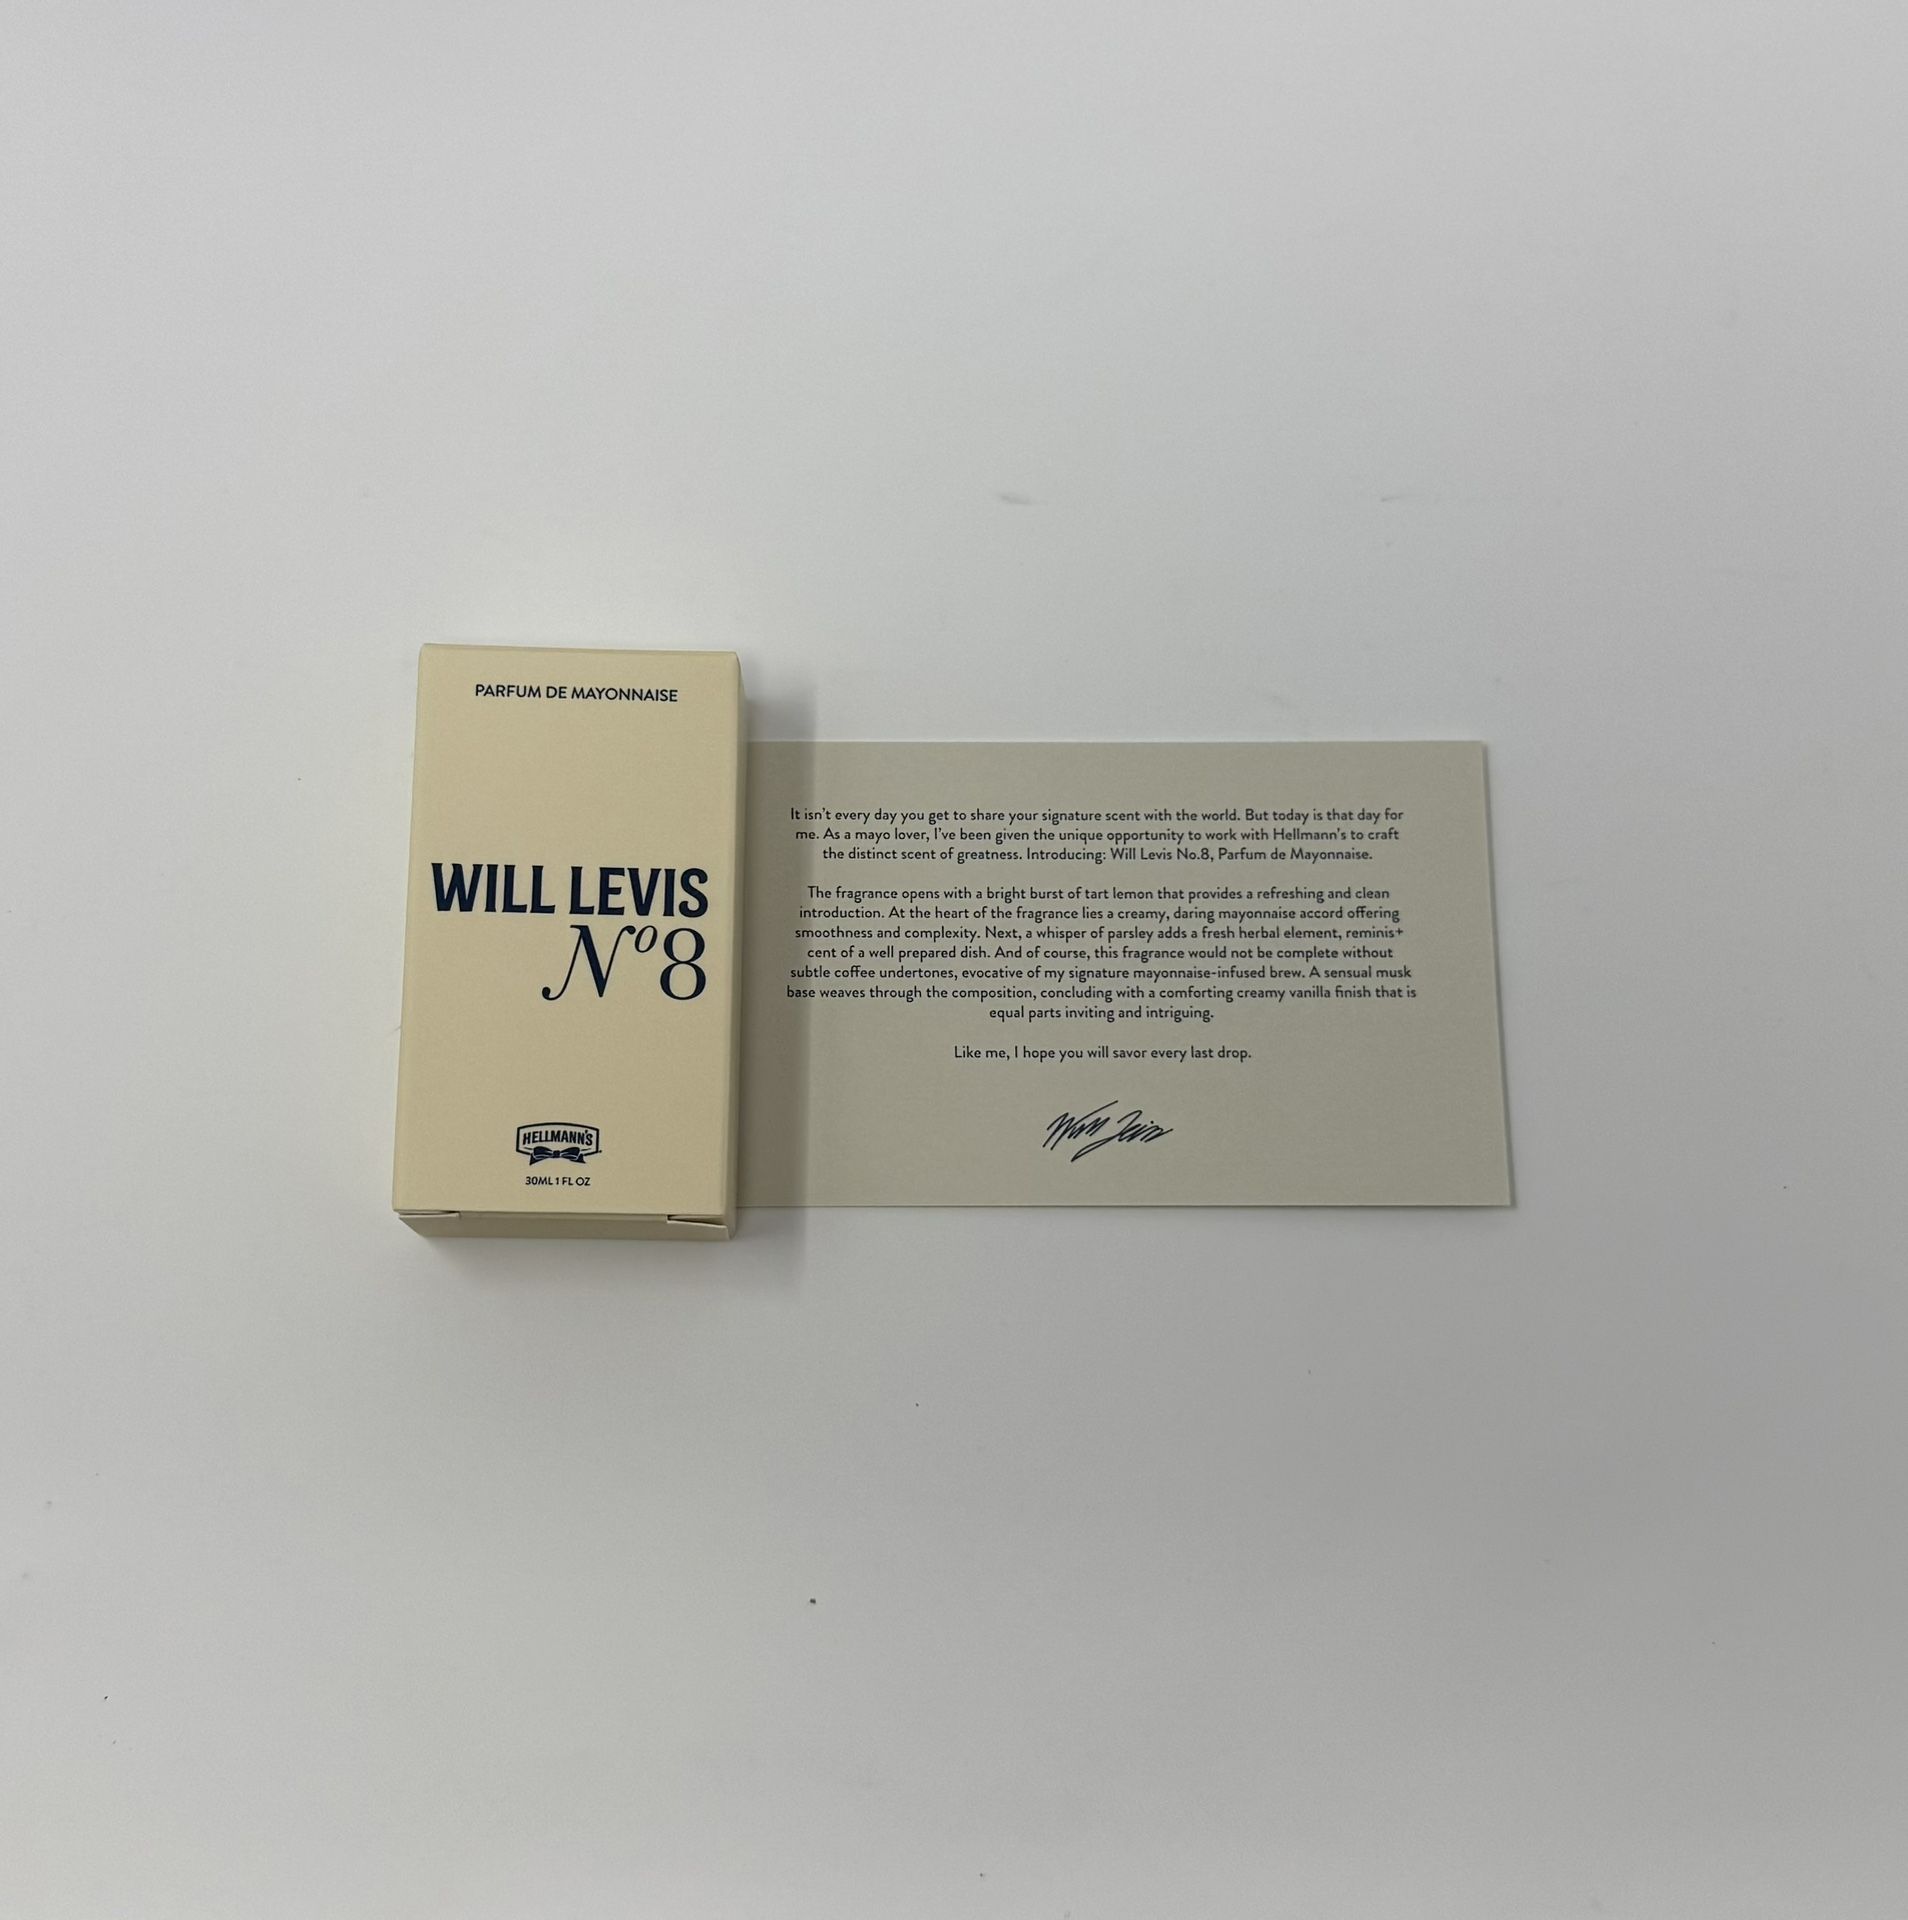 PARFUM DE MAYONNAISE
WILL LEVIS
Nº8
HELLMANN'S
30ML 1 FL OZ
It isn't every day you get to share your signature scent with the world. But today is that day for
me. As a mayo lover, I've been given the unique opportunity to work with Hellmann's to craft
the distinct scent of greatness. Introducing: Will Levis No.8, Parfum de Mayonnaise.
The fragrance opens with a bright burst of tart lemon that provides a refreshing and clean
introduction. At the heart of the fragrance lies a creamy, daring mayonnaise accord offering
smoothness and complexity. Next, a whisper of parsley adds a fresh herbal element, reminis+
cent of a well prepared dish. And of course, this fragrance would not be complete without
subtle coffee undertones, evocative of my signature mayonnaise-infused brew. A sensual musk
base weaves through the composition, concluding with a comforting creamy vanilla finish that is
equal parts inviting and intriguing.
Like me, I hope you will savor every last drop.
Will Levis